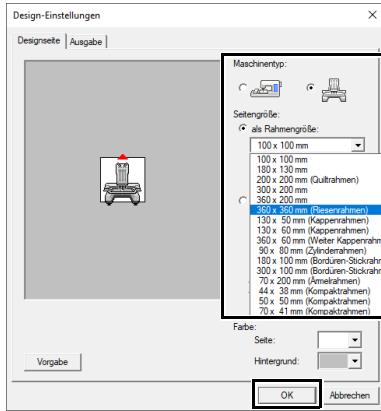 Design-Einstellungen
Designseite
Ausgabe
Maschinentyp:
Seitengröße:
als Rahmengröße:
100 x 100 mm
100 x 100 mm
180 x 130 mm
200 x 200 mm (Quiltrahmen)
300 x 200 mm
360 x 200 mm
360 x 360 mm (Riesenrahmen)
130 x 50 mm (Kappenrahmen)
130 x 60 mm (Kappenrahmen)
360 x 60 mm (Weiter Kappenrahm
90 x 80 mm (Zylinderrahmen)
180 x 100 mm (Bordüren-Stickrahm
300 x 100 mm (Bordüren-Stickrahm
70 x 200 mm (Ärmelrahmen)
44 x 38 mm (Kompaktrahmen)
50 x 50 mm (Kompaktrahmen)
70 x 41 mm (Kompaktrahmen)
Farbe:
Seite:
Hintergrund:
Vorgabe
OK
Abbrechen